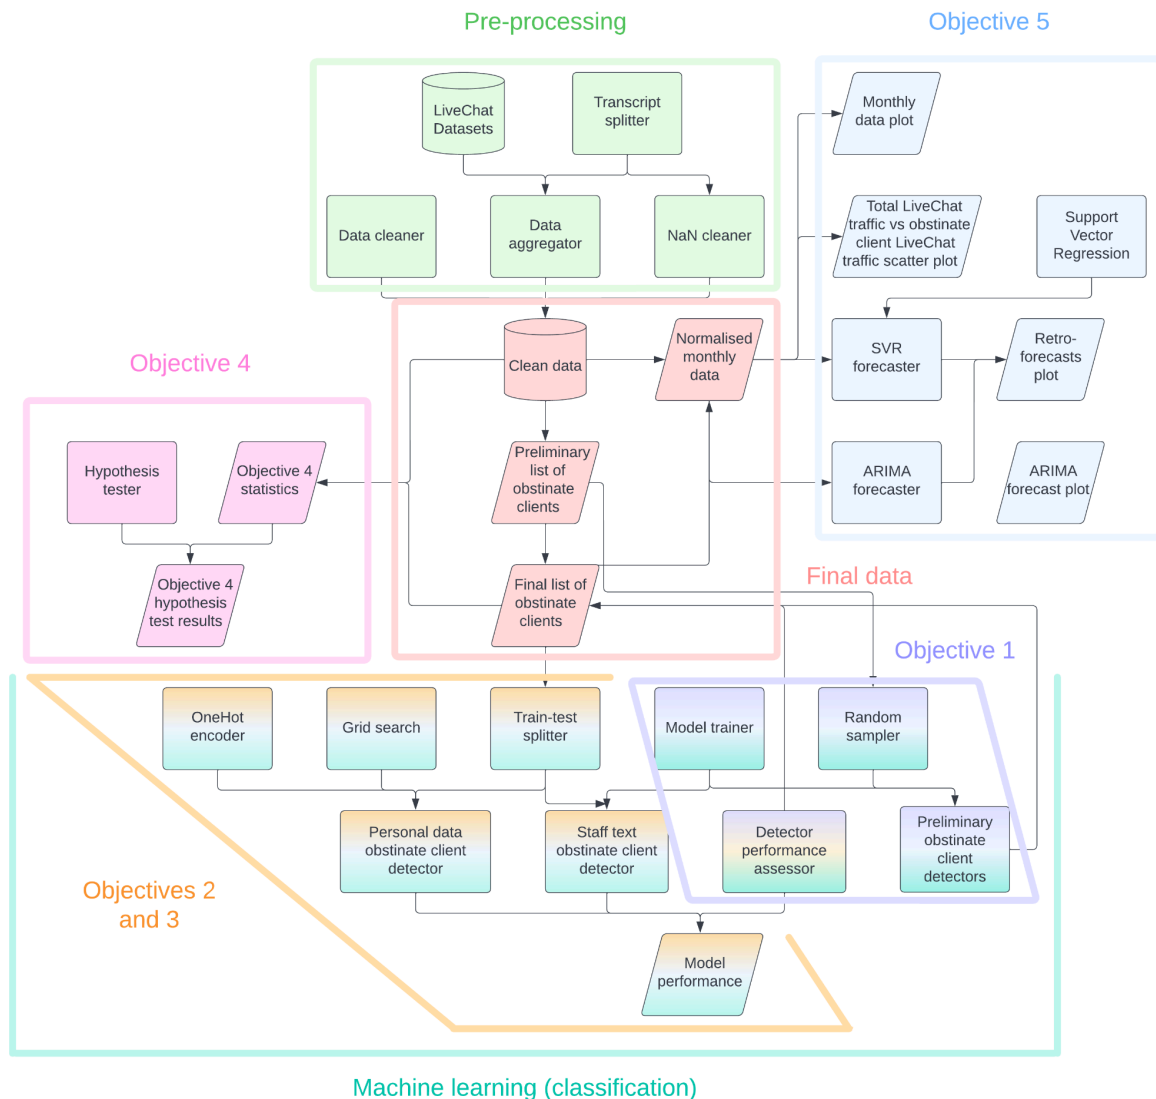 Pre-processing
Objective 5
LiveChat
Datasets
Transcript
splitter
Monthly
data plot
Data cleaner
Data
aggregator
NaN cleaner
Total LiveChat
traffic vs obstinate
client LiveChat
traffic scatter plot
Support
Vector
Regression
Objective 4
Clean data
Normalised
monthly
data
SVR
forecaster
Retro-
forecasts
plot
Hypothesis
tester
Objective 4
statistics
Preliminary
list of
obstinate
clients
ARIMA
forecaster
ARIMA
forecast plot
Objective 4
hypothesis
test results
Final list of
obstinate
clients
Final data
Objective 1
OneHot
encoder
Grid search
Train-test
splitter
Model trainer
Random
sampler
Personal data
obstinate client
detector
Staff text
obstinate client
detector
Detector
performance
assessor
Preliminary
obstinate
client
detectors
Objectives 2
and 3
Model
performance
Machine learning (classification)